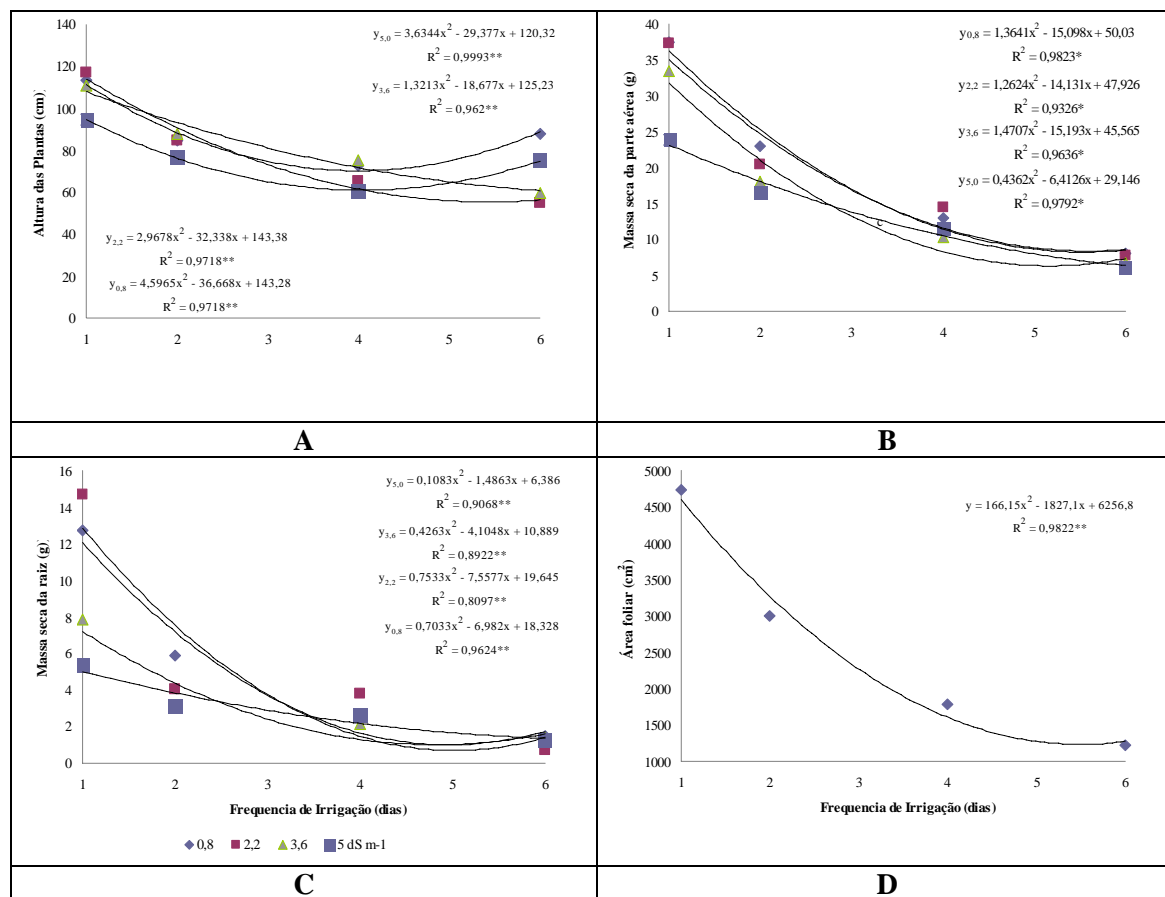 140
120
100
80
60
40
20
0
1 2 3 4 5 6
Altura das Plantas (cm)
y5,0 = 3,6344x² - 29,377x + 120,32
R² = 0,9993**
y3,6 = 1,3213x² - 18,677x + 125,23
R² = 0,962**
y2,2 = 2,9678x² - 32,338x + 143,38
R² = 0,9718**
y0,8 = 4,5965x² - 36,668x + 143,28
R² = 0,9718**
A
40
35
30
25
20
15
10
5
0
1 2 3 4 5 6
Massa seca da parte aérea (g)
y0,8 = 1,3641x² - 15,098x + 50,03
R² = 0,9823*
y2,2 = 1,2624x² - 14,131x + 47,926
R² = 0,9326*
y3,6 = 1,4707x² - 15,193x + 45,565
R² = 0,9636*
y5,0 = 0,4362x² - 6,4126x + 29,146
R² = 0,9792*
c
B
16
14
12
10
8
6
4
2
0
1 2 3 4 5 6
Massa seca da raiz (g)
y5,0 = 0,1083x² - 1,4863x + 6,386
R² = 0,9068**
y3,6 = 0,4263x² - 4,1048x + 10,889
R² = 0,8922**
y2,2 = 0,7533x² - 7,5577x + 19,645
R² = 0,8097**
y0,8 = 0,7033x² - 6,982x + 18,328
R² = 0,9624**
Frequencia de Irrigação (dias)
0,8 2,2 3,6 5 dS m-1
C
5000
4500
4000
3500
3000
2500
2000
1500
1000
1 2 3 4 5 6
Área foliar (cm²)
y = 166,15x² - 1827,1x + 6256,8
R² = 0,9822**
Frequencia de Irrigação (dias)
D